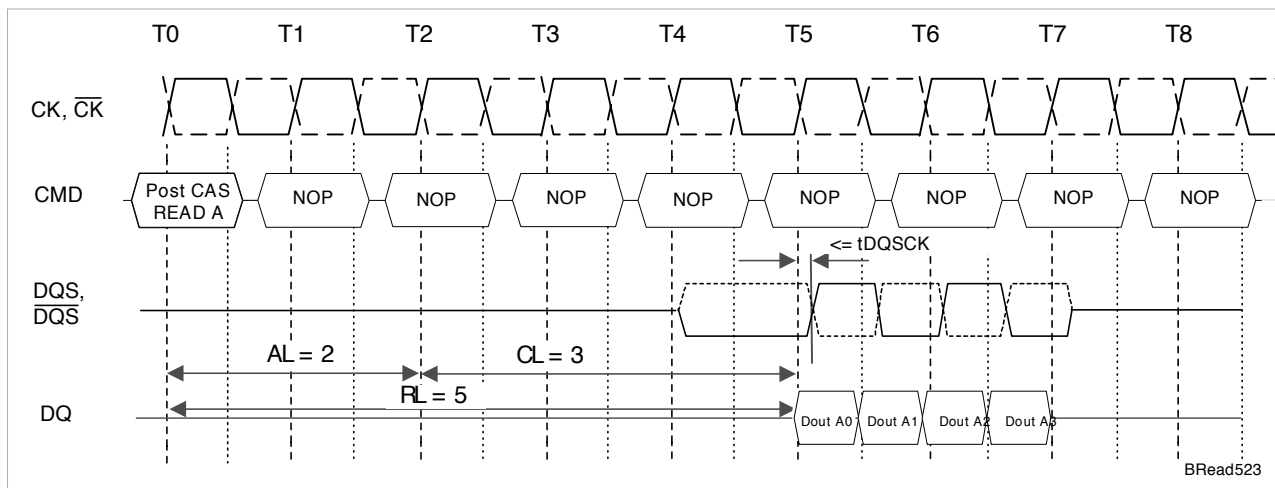 T0 T1 T2 T3 T4 T5 T6 T7 T8
CK, CK
CMD
Post CAS
READ A
NOP NOP NOP NOP NOP NOP NOP NOP
<= tDQSCK
DQS,
DQS
AL = 2
CL = 3
RL = 5
DQ
Dout A0 Dout A1 Dout A2 Dout A3
BRead523